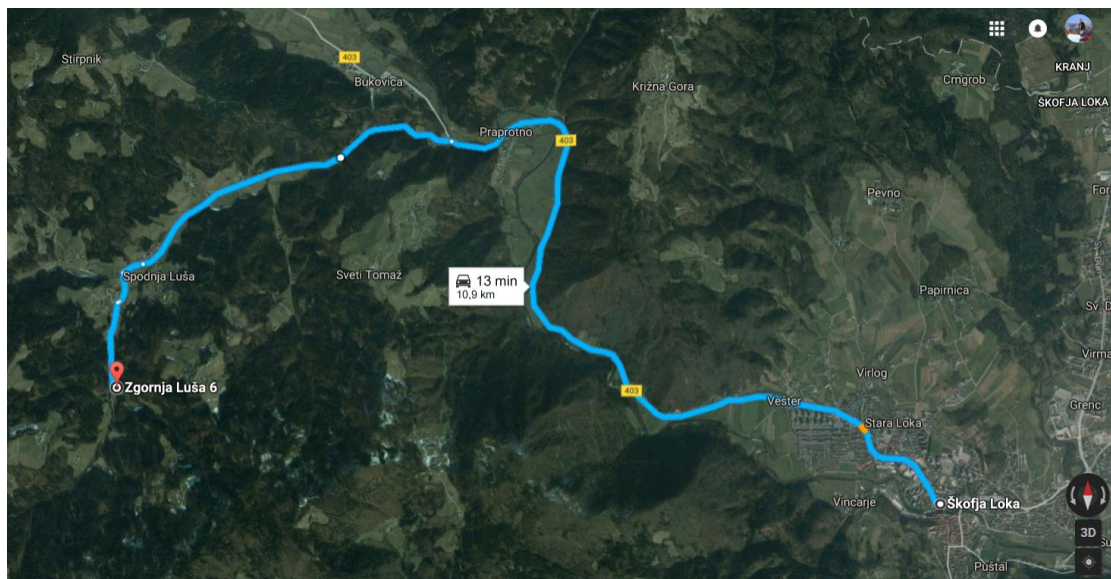 403
Stirpnik
Bukovica
Križna Gora
Crngrob
KRANJ
ŠKOFJA LOKA
Praprotno
403
Pevno
Spodnja Luša
Sveti Tomaž
13 min
10,9 km
Papirnica
Virma
Virlog
Zgornja Luša 6
403
Vešter
Grenc
Stara Loka
Vincarje
Škofja Loka
3D
Puštal